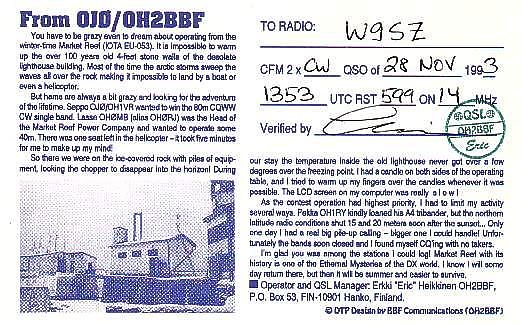 From OJØ/OH2BBF
You have to be grazy even to dream about operating from the
winter-time Market Reef (IOTA EU-053). It is impossible to warm
up the over 100 years old 4-feet stone walls of the desolate
lighthouse building. Most of the time the arctic storms sweep the
waves all over the rock making it impossible to land by a boat or
even a helicopter.
But hams are always a bit grazy and looking for the adventure
of the lifetime. Seppo OJØ/OH1VR wanted to win the 80m CQWW
CW single band. Lasse OHØMB (alias OHØRJ) was the Head of
the Market Roof Power Company and wanted to operate some
40m. There was one seat left in the helicopter – it took five minutes
for me to make up my mind!
So there we were on the ice-covered rock with piles of equip-
ment, looking the chopper to disappear into the horizon! During
TO RADIO: W9SZ
CFM 2 x CW QSO of 28 NOV 1993
1353 UTC RST 599 ON 14 MHz
Verified by
QSL
OH2BBF
Eric
our stay the temperature inside the old lighthouse never got over a few
degrees over the freezing point. I had a candle on both sides of the operating
table, and I tried to warm up my fingers over the candles whenever it was
possible. The LCD screen on my computer was really s l o w l
As the contest operation had highest priority, I had to limit my activity
several ways. Pekka OH1RY kindly loaned his A4 tribander, but the northern
latitude radio conditions shut 15 and 20 meters soon after the sunset... Only
one day I had a real big pile-up calling – bigger one I could handle! Unfor-
tunately the bands soon closed and I found myself CQ'ing with no takers.
I'm glad you was among the stations I could log! Market Reef with its
history is one of the Ethernal Mysteries of the DX world. I know I will some
day return there, but then it will be summer and easier to survive.
Operator and QSL Manager: Erkki "Eric" Heikkinen OH2BBF,
P.O. Box 53, FIN-10901 Hanko, Finland.
© DTP Design by BBF Communications (OH2BBF)